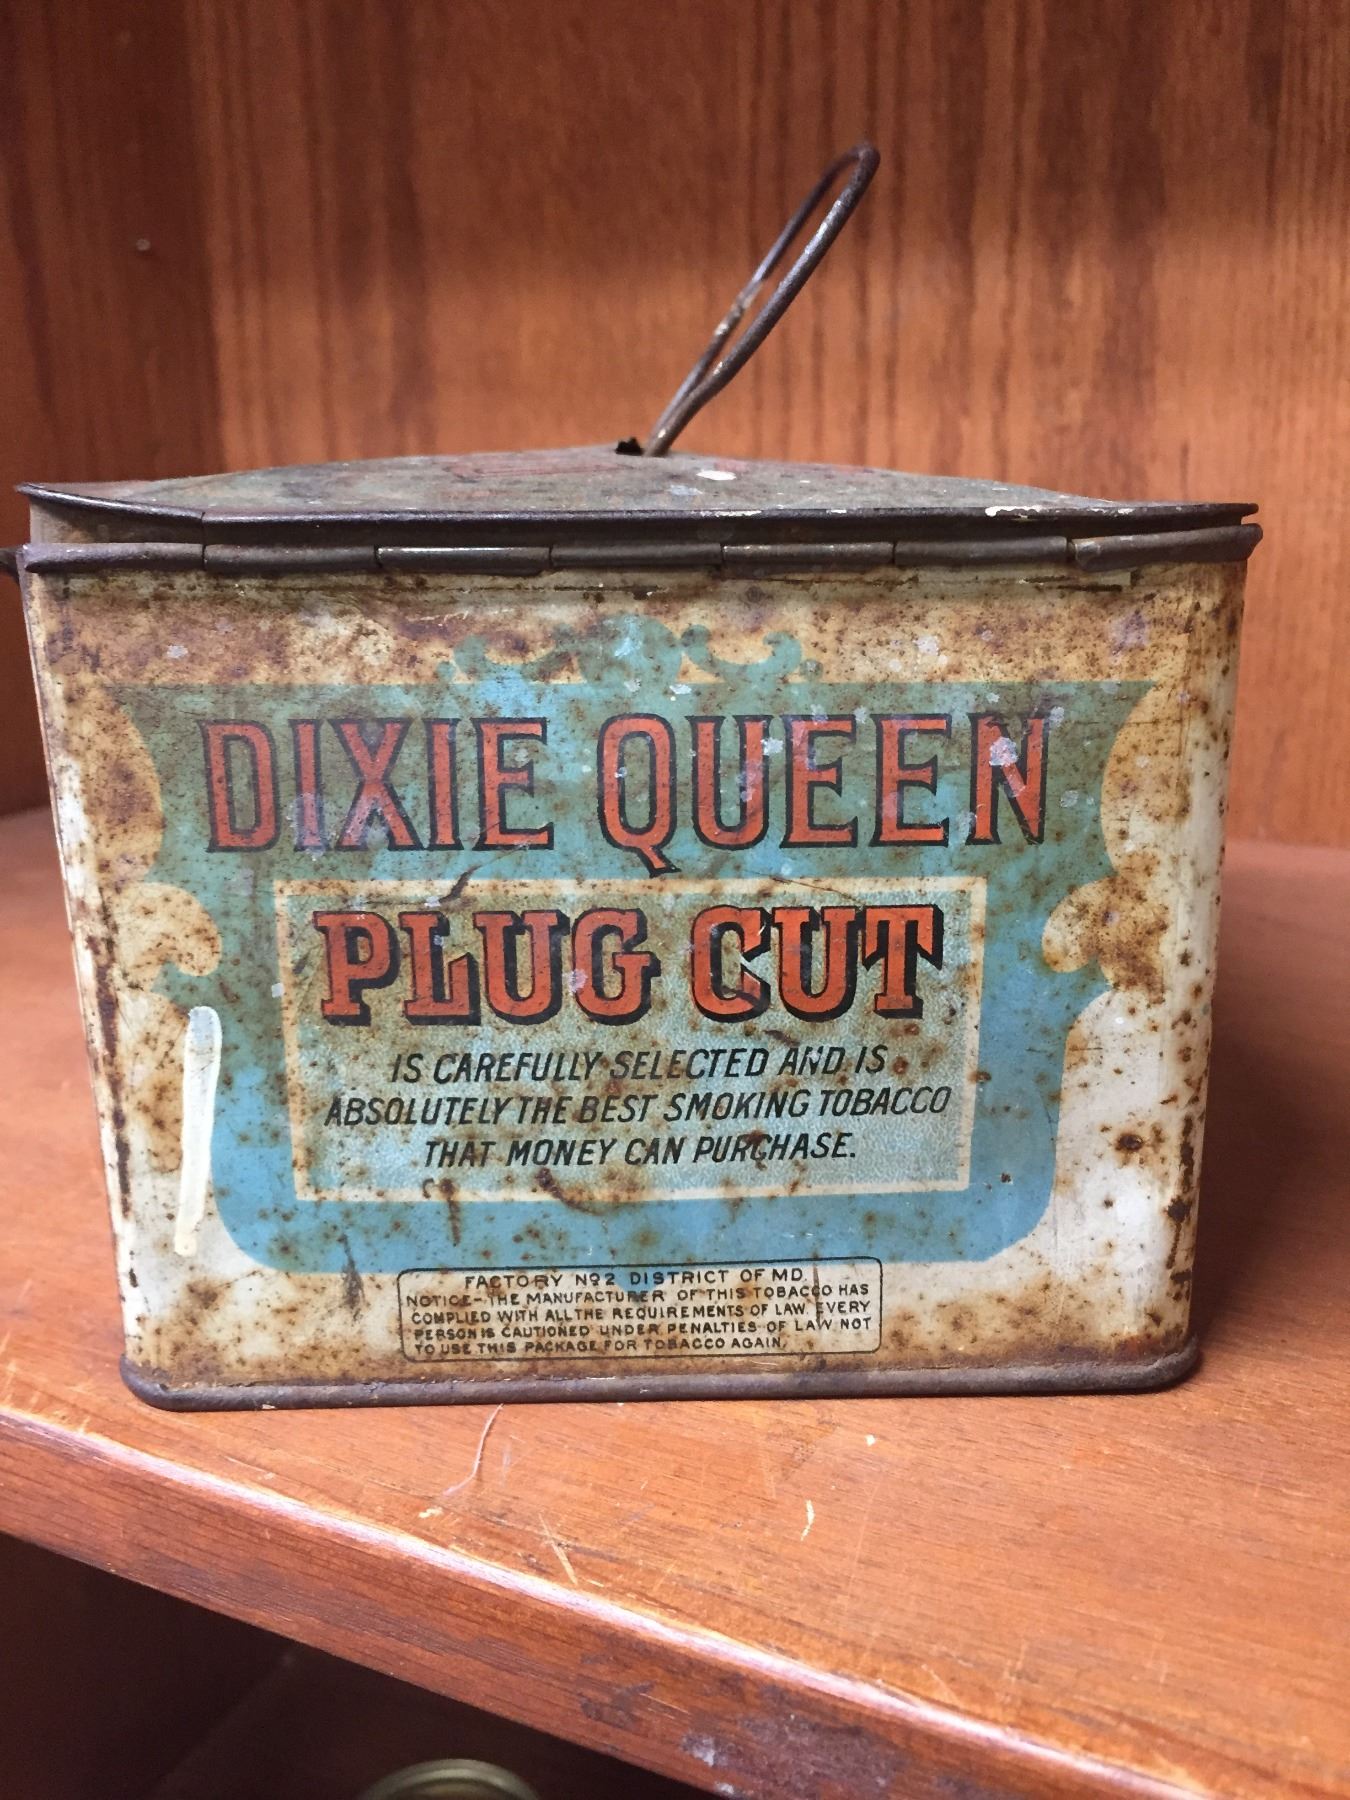 DIXIE QUEEN
PLUG CUT
IS CAREFULLY SELECTED AND IS
ABSOLUTELY THE BEST SMOKING TOBACCO
THAT MONEY CAN PURCHASE.
FACTORY Nº2 DISTRICT OF MD.
NOTICE-THE MANUFACTURER OF THIS TOBACCO HAS
COMPLIED WITH ALL THE REQUIREMENTS OF LAW. EVERY
PERSON IS CAUTIONED UNDER PENALTIES OF LAW NOT
TO USE THIS PACKAGE FOR TOBACCO AGAIN.